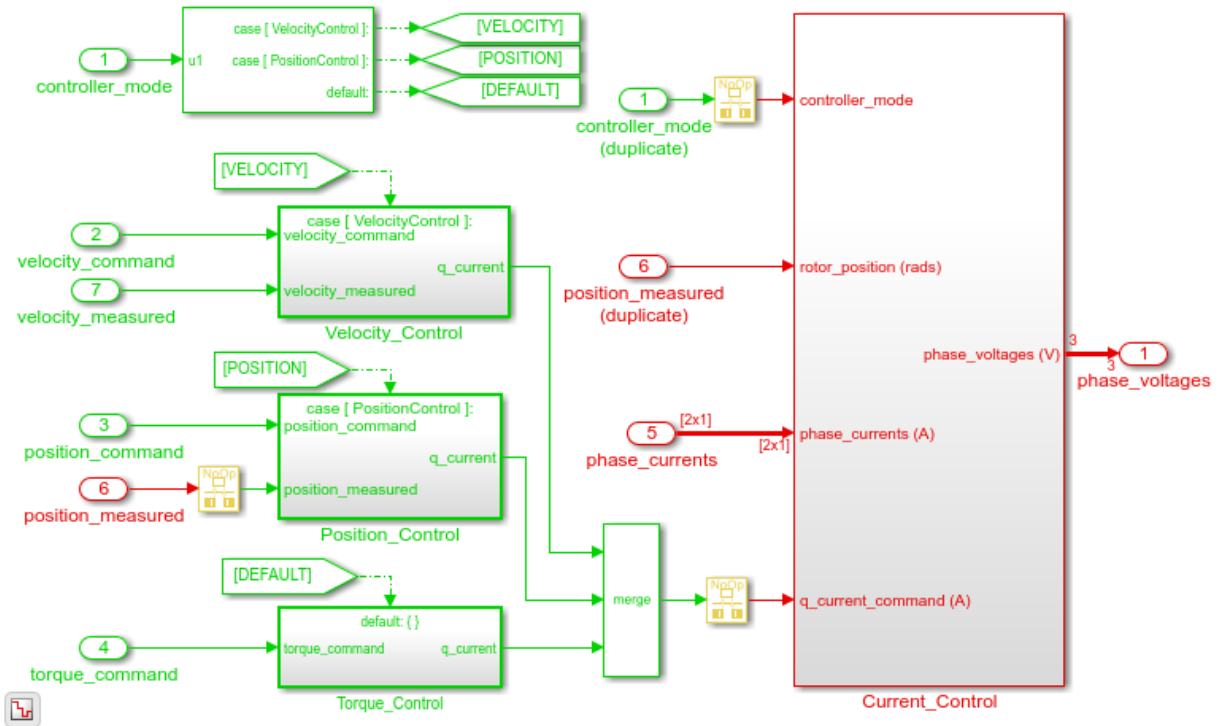 case [ VelocityControl ]:
[VELOCITY]
1
u1
case [ PositionControl ]:
[POSITION]
controller_mode
default:
[DEFAULT]
1
NoOp
controller_mode
controller_mode
(duplicate)
[VELOCITY]
case [ VelocityControl ]:
2
velocity_command
velocity_command
q_current
7
velocity_measured
velocity_measured
Velocity_Control
6
rotor_position (rads)
position_measured
(duplicate)
phase_voltages (V)
3
3
1
phase_voltages
[POSITION]
case [ PositionControl ]:
3
position_command
position_command
q_current
6
NoOp
position_measured
position_measured
Position_Control
5
[2x1]
[2x1]
phase_currents (A)
phase_currents
[DEFAULT]
default: { }
4
torque_command
q_current
torque_command
Torque_Control
merge
NoOp
q_current_command (A)
Current_Control